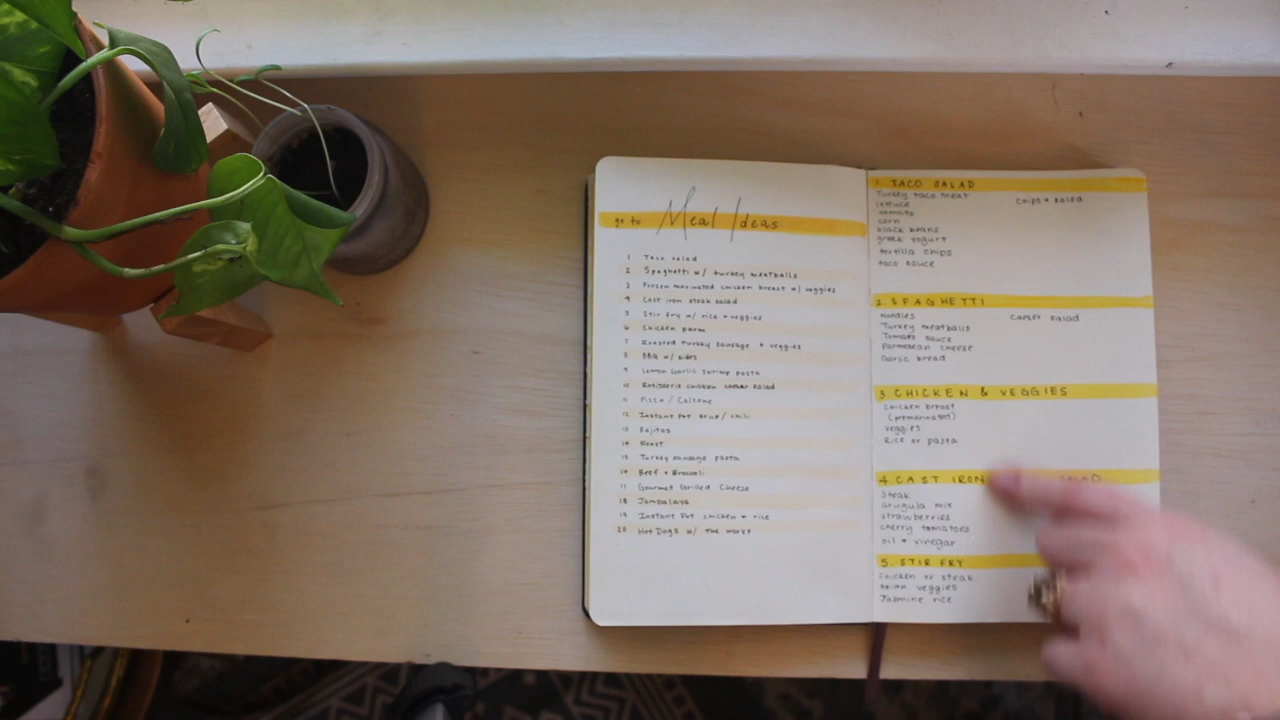 go to Meal Ideas
1 Taco salad
2 Spaghetti w/ turkey meatballs
3 Frozen marinated chicken breast w/ veggies
4 Cast iron steak salad
5 Stir fry w/ rice + veggies
6 Chicken parm
7 Roasted turkey sausage + veggies
8 BBQ w/ sides
9 Lemon Garlic Shrimp pasta
10 Rotisserie chicken caesar salad
11 Pizza / Calzone
12 Instant Pot soup / chili
13 Fajitas
14 Roast
15 Turkey sausage pasta
16 Beef + Broccoli
17 Gourmet Grilled Cheese
18 Jambalaya
19 Instant Pot chicken + rice
20 Hot Dogs w/ the works
1. TACO SALAD
Turkey taco meat
chips + salsa
lettuce
tomato
corn
black beans
greek yogurt
tortilla chips
taco sauce
2. SPAGHETTI
Noodles
Caesar salad
Turkey meatballs
Tomato sauce
Parmesean cheese
Garlic bread
3. CHICKEN & VEGGIES
Chicken breast
(premarinated)
veggies
Rice or pasta
4. CAST IRON SALAD
Steak
arugula mix
strawberries
cherry tomatoes
oil + vinegar
5. STIR FRY
Chicken or steak
Asian veggies
Jasmine rice